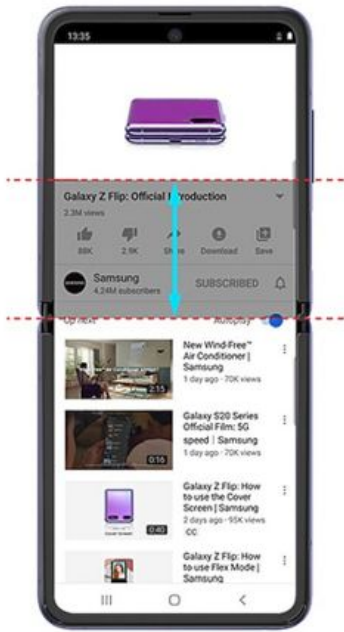 13:35
Galaxy Z Flip: Official Introduction
2.3M views
88K 2.9K Share Download Save
SAMSUNG
Samsung
4.24M subscribers
SUBSCRIBED
Up next Autoplay
New Wind-Free™
Air Conditioner |
Samsung
1 day ago · 70K views
2:15
Galaxy S20 Series
Official Film: 5G
speed | Samsung
1 day ago · 70K views
0:16
Galaxy Z Flip: How
to use the Cover
Screen | Samsung
2 days ago · 95K views
CC
Cover Screen
0:40
Galaxy Z Flip: How
to use Flex Mode |
Samsung